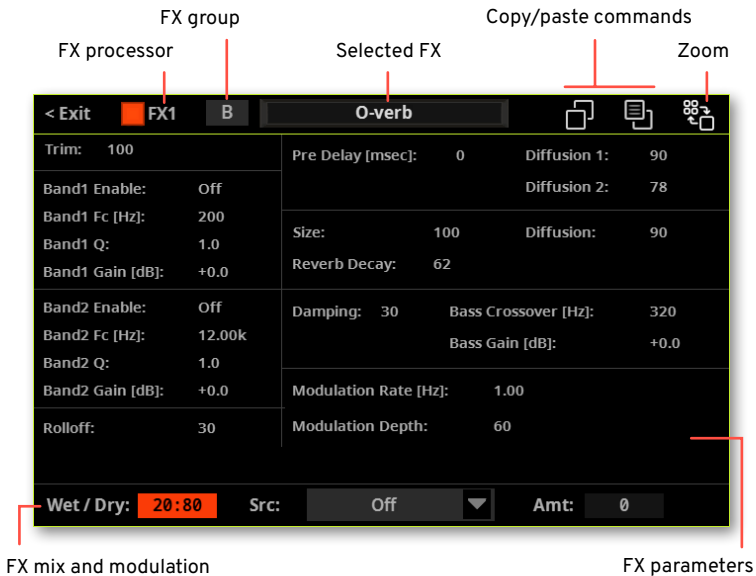 FX group
Copy/paste commands
FX processor
Selected FX
Zoom
< Exit FX1 B O-verb
Trim: 100
Band1 Enable: Off
Band1 Fc [Hz]: 200
Band1 Q: 1.0
Band1 Gain [dB]: +0.0
Band2 Enable: Off
Band2 Fc [Hz]: 12.00k
Band2 Q: 1.0
Band2 Gain [dB]: +0.0
Rolloff: 30
Pre Delay [msec]: 0 Diffusion 1: 90
Diffusion 2: 78
Size: 100 Diffusion: 90
Reverb Decay: 62
Damping: 30 Bass Crossover [Hz]: 320
Bass Gain [dB]: +0.0
Modulation Rate [Hz]: 1.00
Modulation Depth: 60
Wet / Dry: 20:80 Src: Off Amt: 0
FX mix and modulation
FX parameters